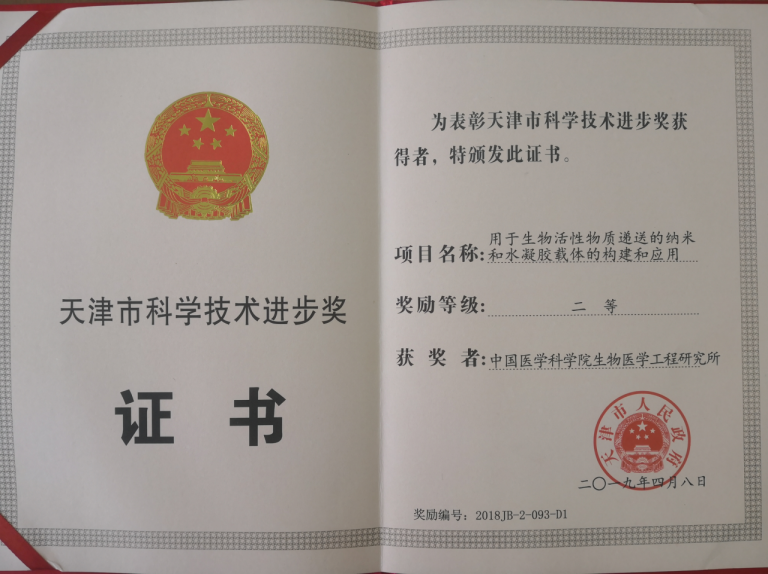 天津市科学技术进步奖
证 书
为表彰天津市科学技术进步奖获
得者，特颁发此证书。
项目名称:用于生物活性物质递送的纳米
和水凝胶载体的构建和应用
奖励等级: 二 等
获 奖 者:中国医学科学院生物医学工程研究所
天津市人民政府
二〇一九年四月八日
奖励编号：2018JB-2-093-D1